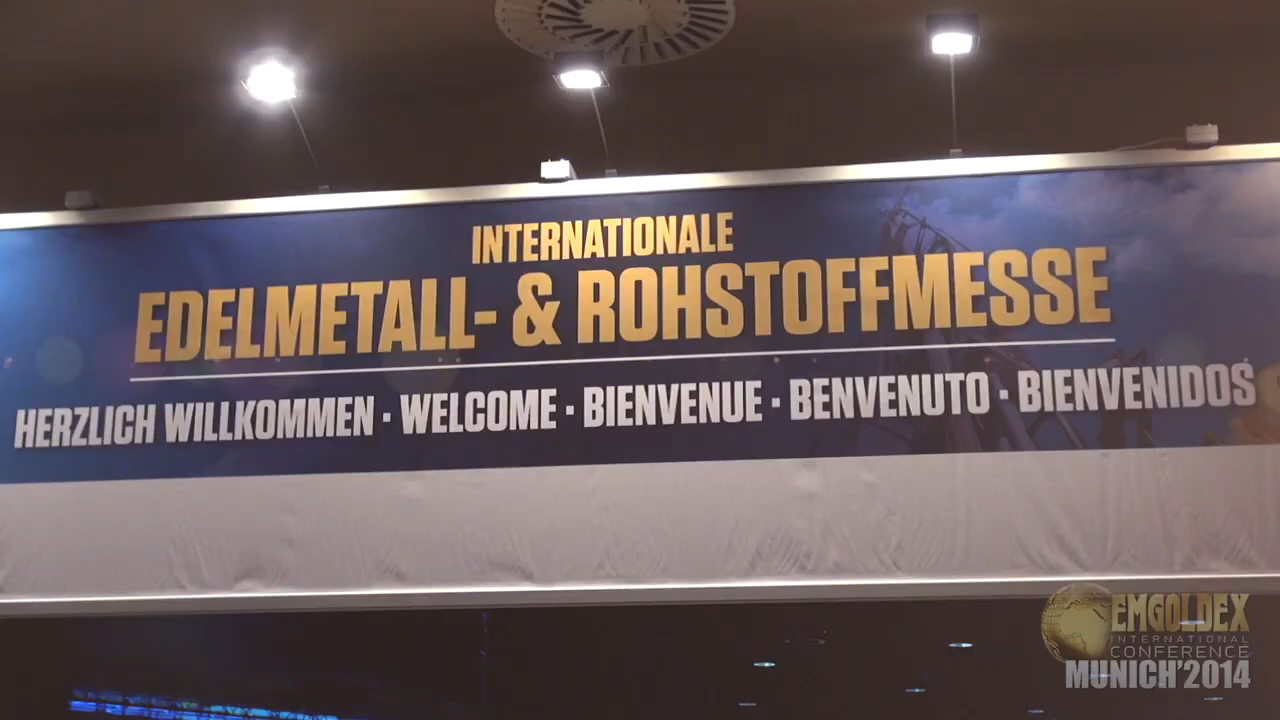 INTERNATIONALE
EDELMETALL- & ROHSTOFFMESSE
HERZLICH WILLKOMMEN · WELCOME · BIENVENUE · BENVENUTO · BIENVENIDOS
EMGOLDEX
INTERNATIONAL
CONFERENCE
MUNICH'2014